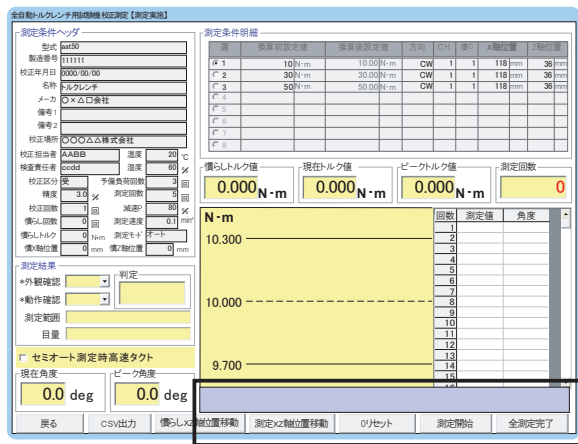 全自動トルクレンチ用試験機 校正測定【測定実施】
測定条件ヘッダ
型式 aat50
製造番号 111111
校正年月日 0000/00/00
名称 トルクレンチ
メーカ ○×△□会社
備考1
備考2
校正場所 〇〇〇△△株式会社
校正担当者 AABB 温度 20 ℃
検査責任者 ccdd 湿度 60 %
校正区分 受 予備負荷回数 3 回
精度 3.0 % 測定回数 5 回
校正回数 1 回 減速P 80 %
慣らし回数 0 回 測定速度 0.1 min
慣らしトルク 0 N・m 測定モード オート
慣X軸位置 0 mm 慣Z軸位置 0 mm
測定条件明細
選 換算前設定値 換算後設定値 方向 CH 慣D X軸位置 Z軸位置
1 10 N・m 10.00 N・m CW 1 1 118 mm 36 mm
2 30 N・m 30.00 N・m CW 1 1 118 mm 36 mm
3 50 N・m 50.00 N・m CW 1 1 118 mm 36 mm
4
5
6
7
8
慣らしトルク値 現在トルク値 ピークトルク値 測定回数
0.000 N・m 0.000 N・m 0.000 N・m 0
N・m
10.300
10.000
9.700
回数 測定値 角度
1
2
3
4
5
6
7
8
9
10
11
12
13
14
15
16
測定結果
*外観確認 判定
*動作確認
測定範囲
目量
セミオート測定時高速タクト
現在角度 ピーク角度
0.0 deg 0.0 deg
戻る CSV出力 慣らしXZ軸位置移動 測定XZ軸位置移動 0リセット 測定開始 全測定完了